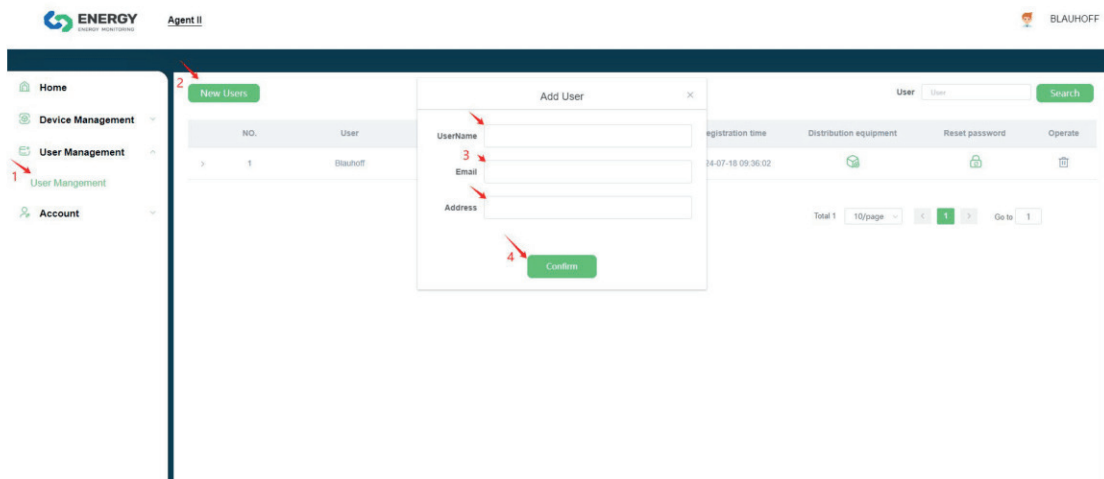 ENERGY
ENERGY MONITORING
Agent II
BLAUHOFF
Home
Device Management
User Management
1
User Mangement
Account
2
New Users
User User Search
NO. User egistration time Distribution equipment Reset password Operate
1 Blauhoff 24-07-18 09:36:02
Total 1 10/page 1 Go to 1
Add User
UserName
3
Email
Address
4
Confirm